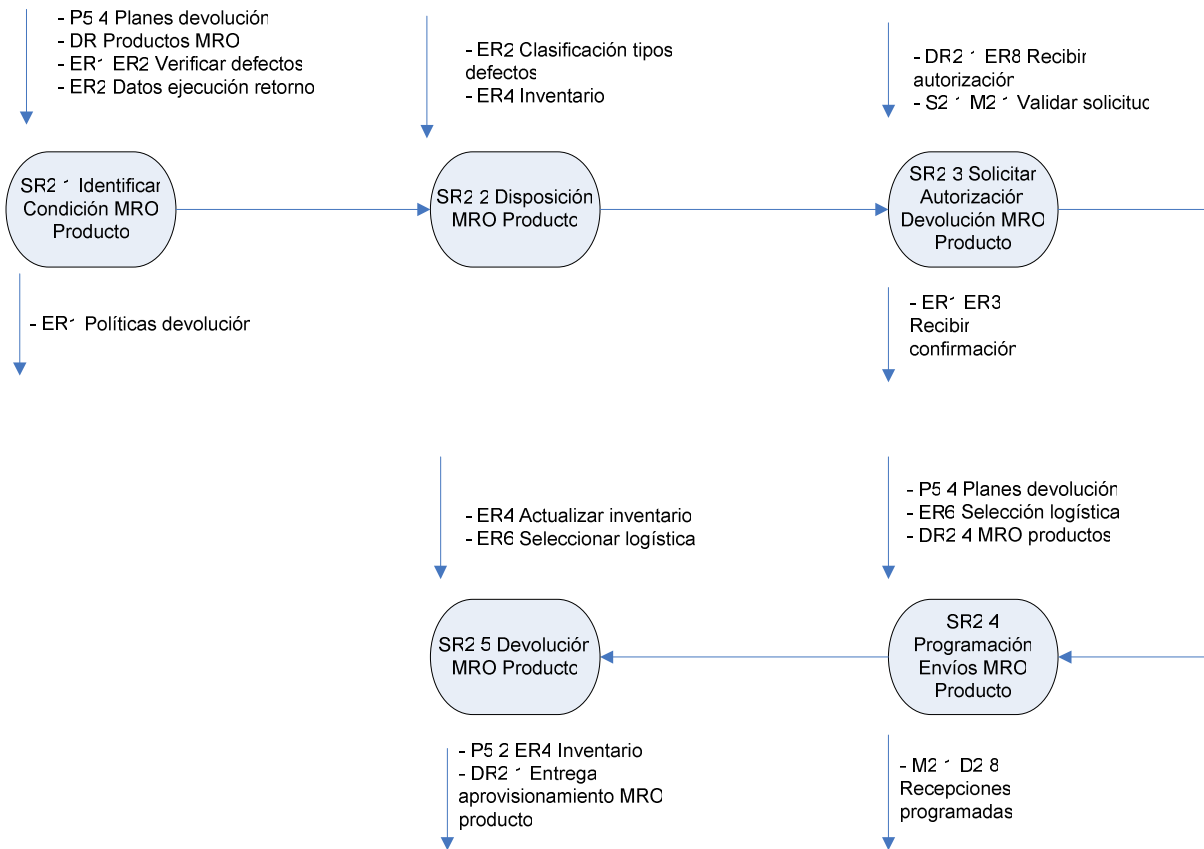 - P5 4 Planes devolución
- DR Productos MRO
- ER1 ER2 Verificar defectos
- ER2 Datos ejecución retorno
- ER2 Clasificación tipos
defectos
- ER4 Inventario
- DR2 1 ER8 Recibir
autorización
- S2 1 M2 1 Validar solicitud
SR2 1 Identificar
Condición MRO
Producto
SR2 2 Disposición
MRO Producto
SR2 3 Solicitar
Autorización
Devolución MRO
Producto
- ER1 Políticas devolución
- ER1 ER3
Recibir
confirmación
- ER4 Actualizar inventario
- ER6 Seleccionar logística
- P5 4 Planes devolución
- ER6 Selección logística
- DR2 4 MRO productos
SR2 5 Devolución
MRO Producto
SR2 4
Programación
Envíos MRO
Producto
- P5 2 ER4 Inventario
- DR2 1 Entrega
aprovisionamiento MRO
producto
- M2 1 D2 8
Recepciones
programadas